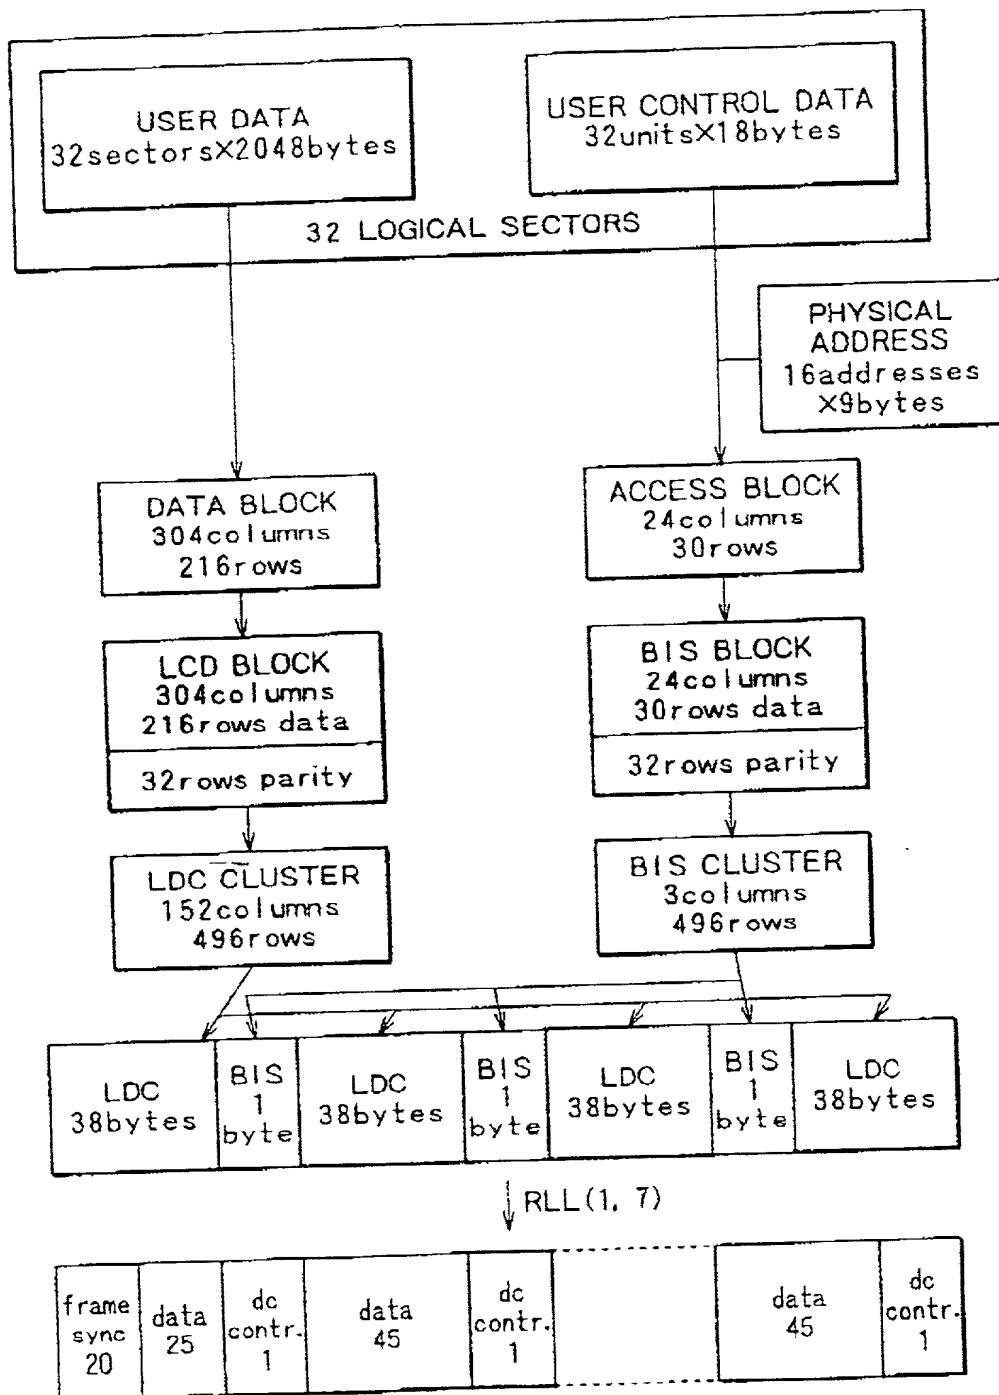 USER DATA
32sectors×2048bytes
USER CONTROL DATA
32units×18bytes
32 LOGICAL SECTORS
PHYSICAL
ADDRESS
16addresses
×9bytes
DATA BLOCK
304columns
216rows
ACCESS BLOCK
24columns
30rows
LCD BLOCK
304columns
216rows data
32rows parity
BIS BLOCK
24columns
30rows data
32rows parity
LDC CLUSTER
152columns
496rows
BIS CLUSTER
3columns
496rows
LDC
38bytes
BIS
1
byte
LDC
38bytes
BIS
1
byte
LDC
38bytes
BIS
1
byte
LDC
38bytes
RLL(1, 7)
frame
sync
20
data
25
dc
contr.
1
data
45
dc
contr.
1
data
45
dc
contr.
1